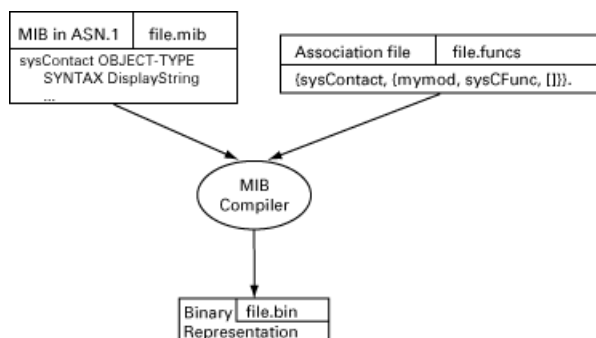 MIB in ASN.1 file.mib
sysContact OBJECT-TYPE
SYNTAX DisplayString
...
Association file file.funcs
{sysContact, {mymod, sysCFunc, []}}.
MIB
Compiler
Binary file.bin
Representation